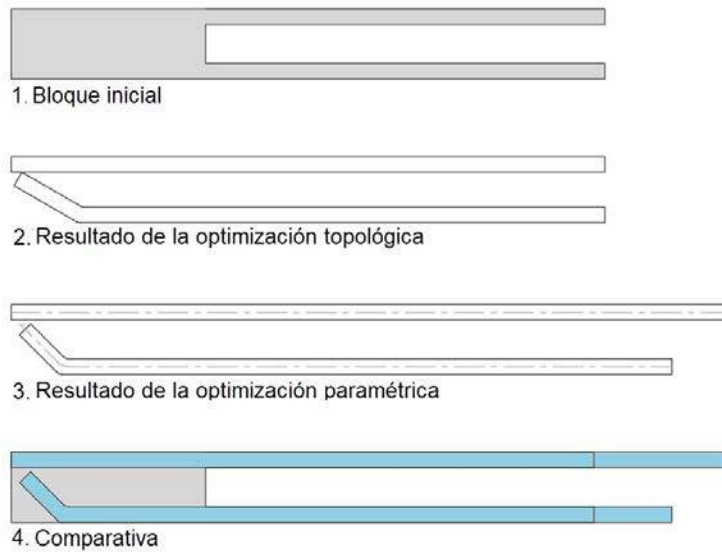 1. Bloque inicial
2. Resultado de la optimización topológica
3. Resultado de la optimización paramétrica
4. Comparativa